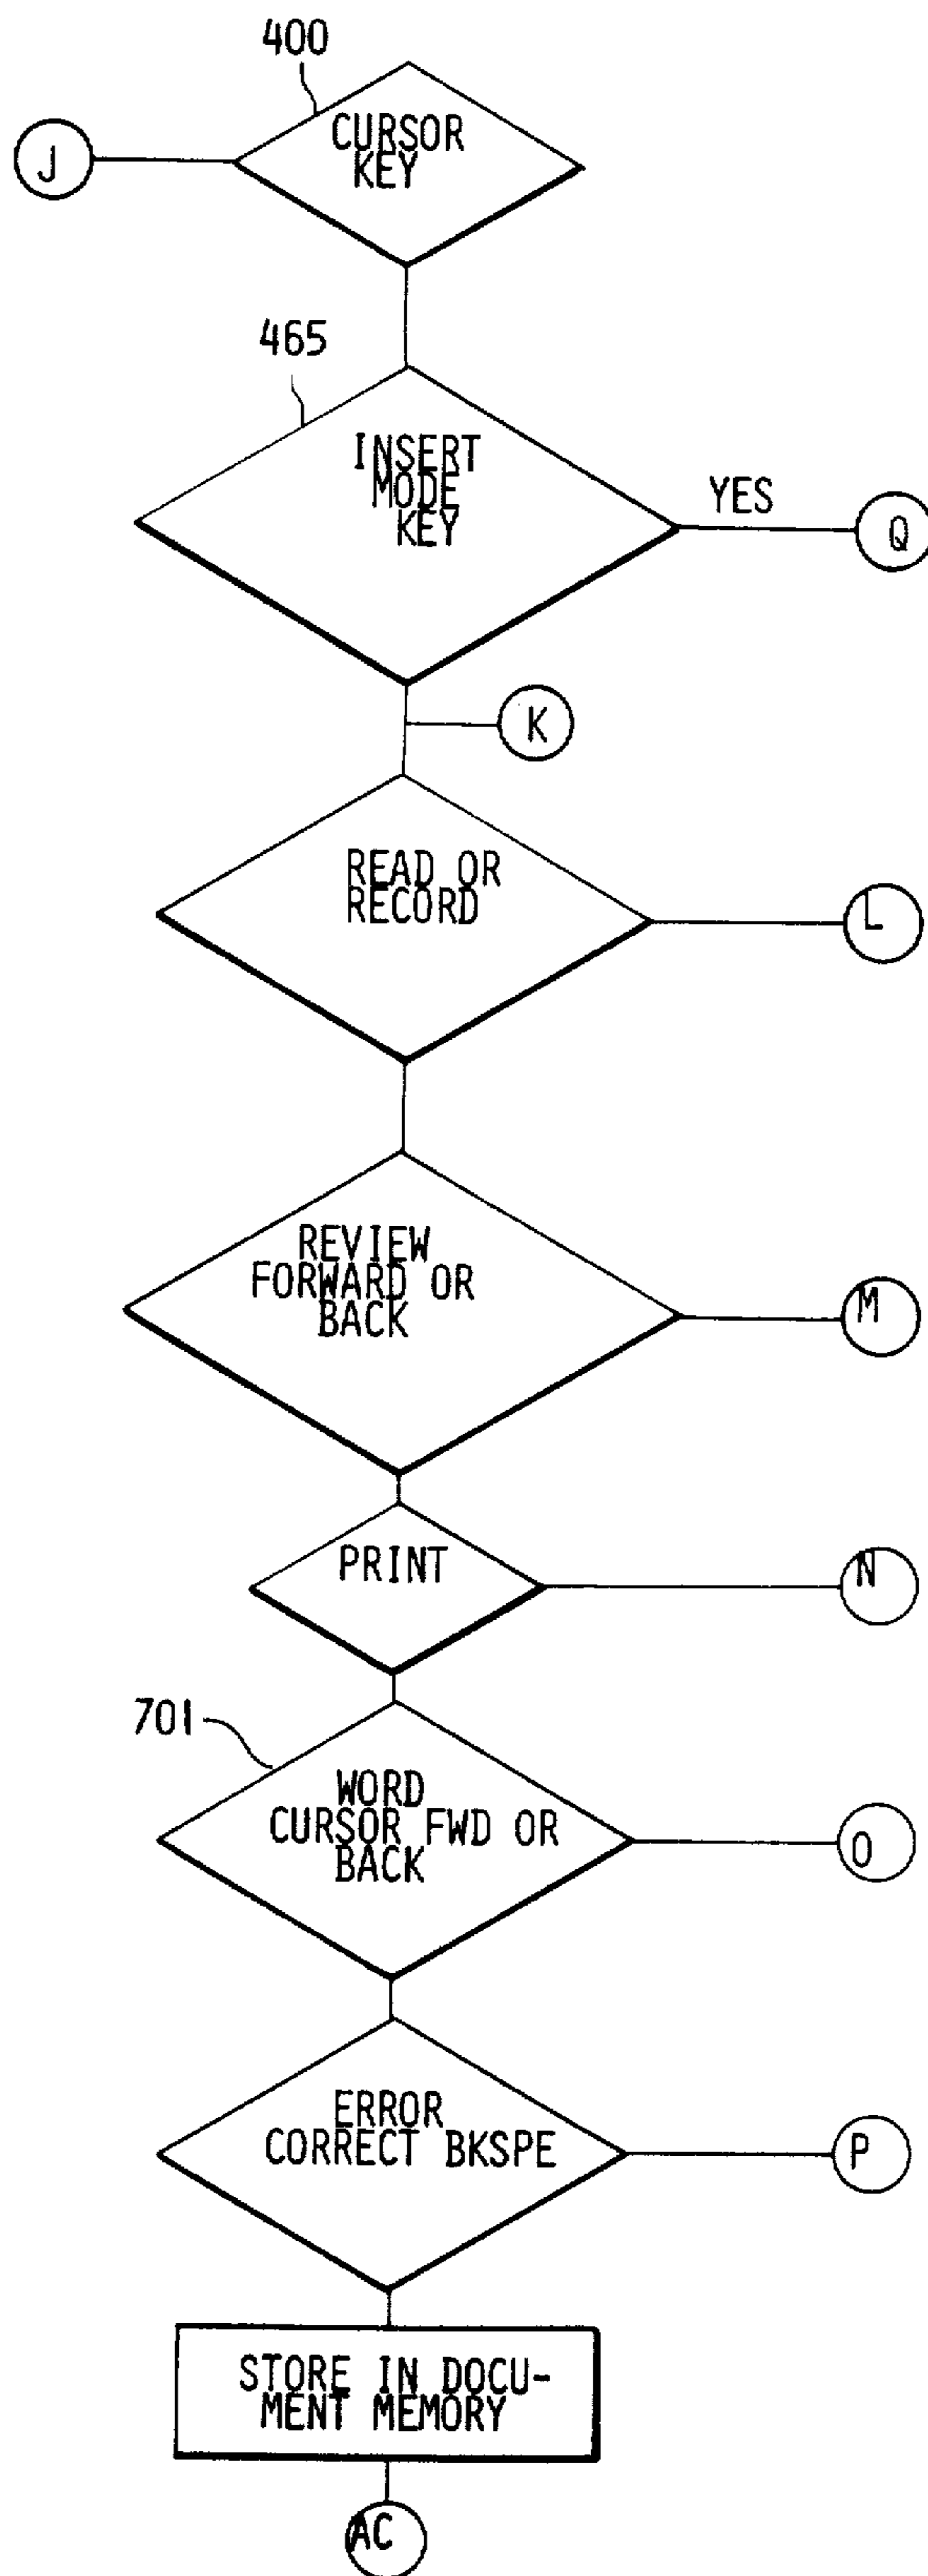 400
J
CURSOR
KEY
465
INSERT
MODE
KEY
YES
Q
K
READ OR
RECORD
L
REVIEW
FORWARD OR
BACK
M
PRINT
N
701
WORD
CURSOR FWD OR
BACK
O
ERROR
CORRECT BKSPE
P
STORE IN DOCU-
MENT MEMORY
AC